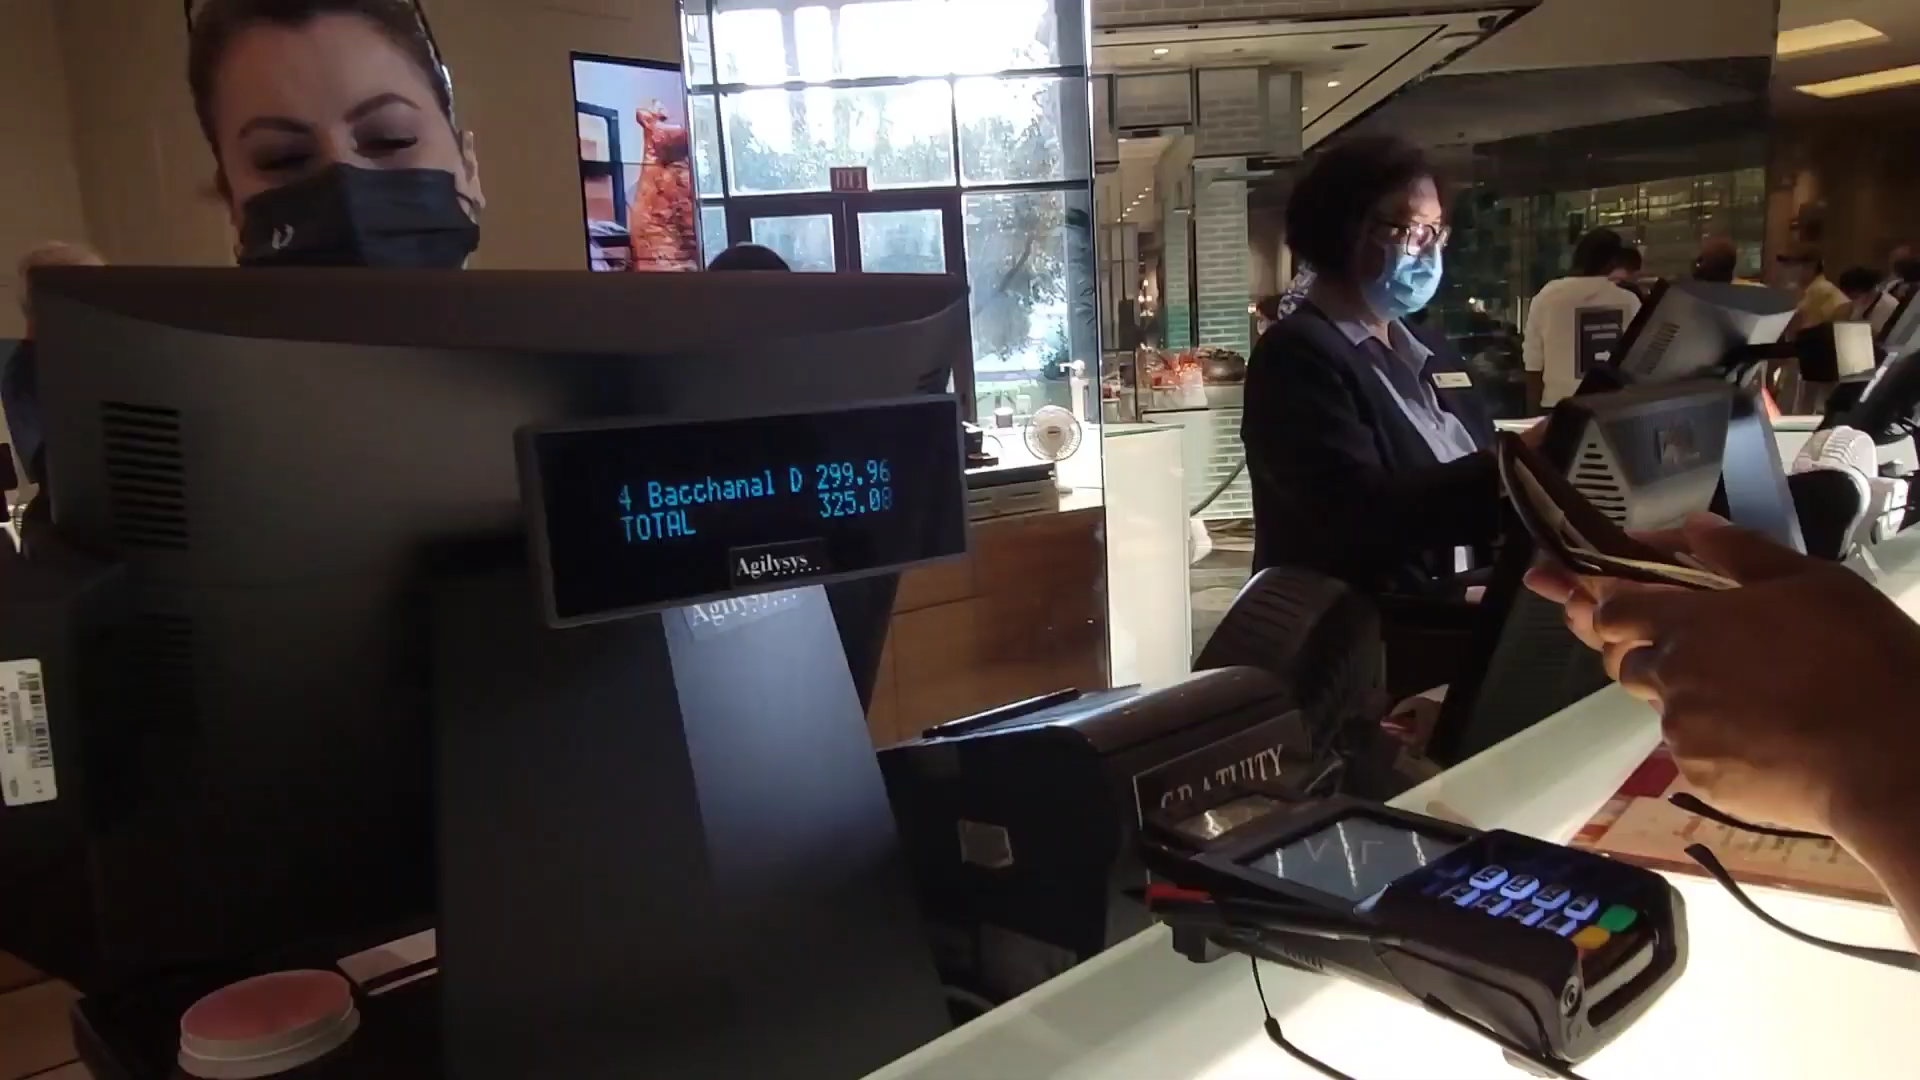 4 Bacchanal D 299.96
TOTAL 325.08
Agilysys
Agilysys
GRATUITY